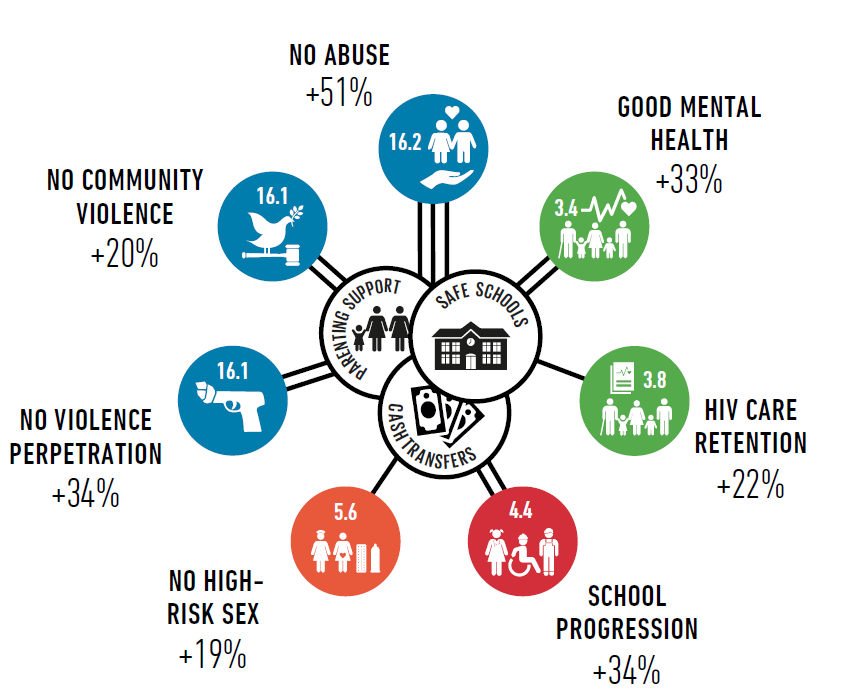 NO ABUSE
+51%
16.2
GOOD MENTAL
HEALTH
+33%
3.4
NO COMMUNITY
VIOLENCE
+20%
16.1
PARENTING SUPPORT
SAFE SCHOOLS
CASH TRANSFERS
16.1
NO VIOLENCE
PERPETRATION
+34%
3.8
HIV CARE
RETENTION
+22%
5.6
NO HIGH-
RISK SEX
+19%
4.4
SCHOOL
PROGRESSION
+34%